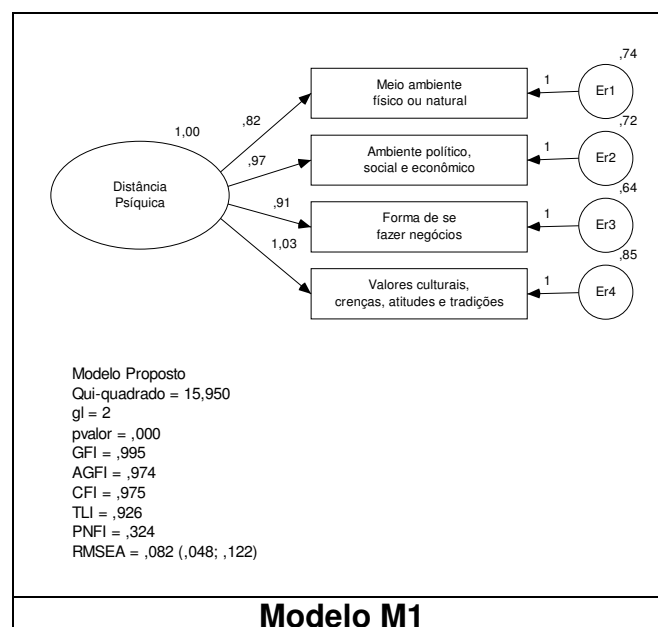 ,74
Meio ambiente
físico ou natural
1
Er1
,82
1,00
,72
,97
Ambiente político,
social e econômico
1
Er2
Distância
Psíquica
,64
,91
Forma de se
fazer negócios
1
Er3
1,03
,85
Valores culturais,
crenças, atitudes e tradições
1
Er4
Modelo Proposto
Qui-quadrado = 15,950
gl = 2
pvalor = ,000
GFI = ,995
AGFI = ,974
CFI = ,975
TLI = ,926
PNFI = ,324
RMSEA = ,082 (,048; ,122)
Modelo M1